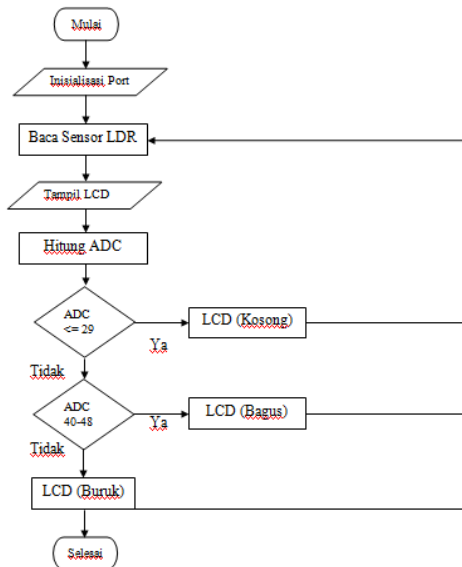 Mulai
Inisialisasi Port
Baca Sensor LDR
Tampil LCD
Hitung ADC
ADC
<= 29
Ya
LCD (Kosong)
Tidak
ADC
40-48
Ya
LCD (Bagus)
Tidak
LCD (Buruk)
Selesai